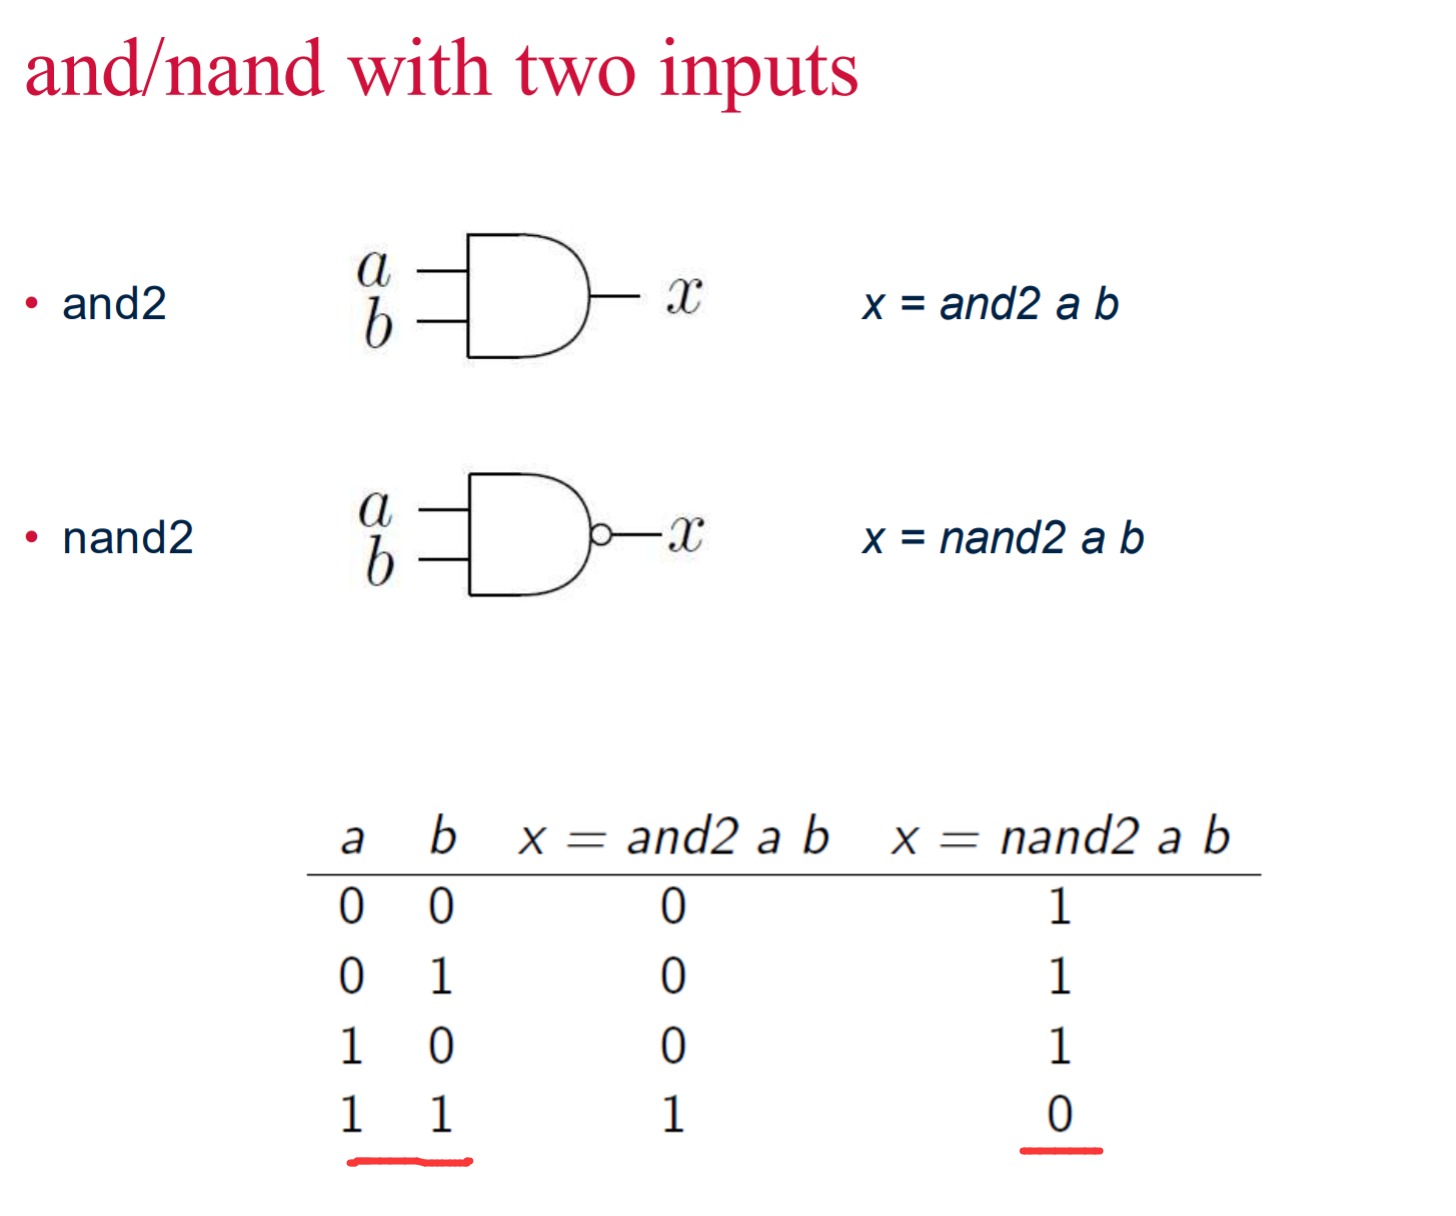 and/nand with two inputs
• and2 a b x x = and2 a b
• nand2 a b x x = nand2 a b
a b x = and2 a b x = nand2 a b
0 0 0 1
0 1 0 1
1 0 0 1
1 1 1 0